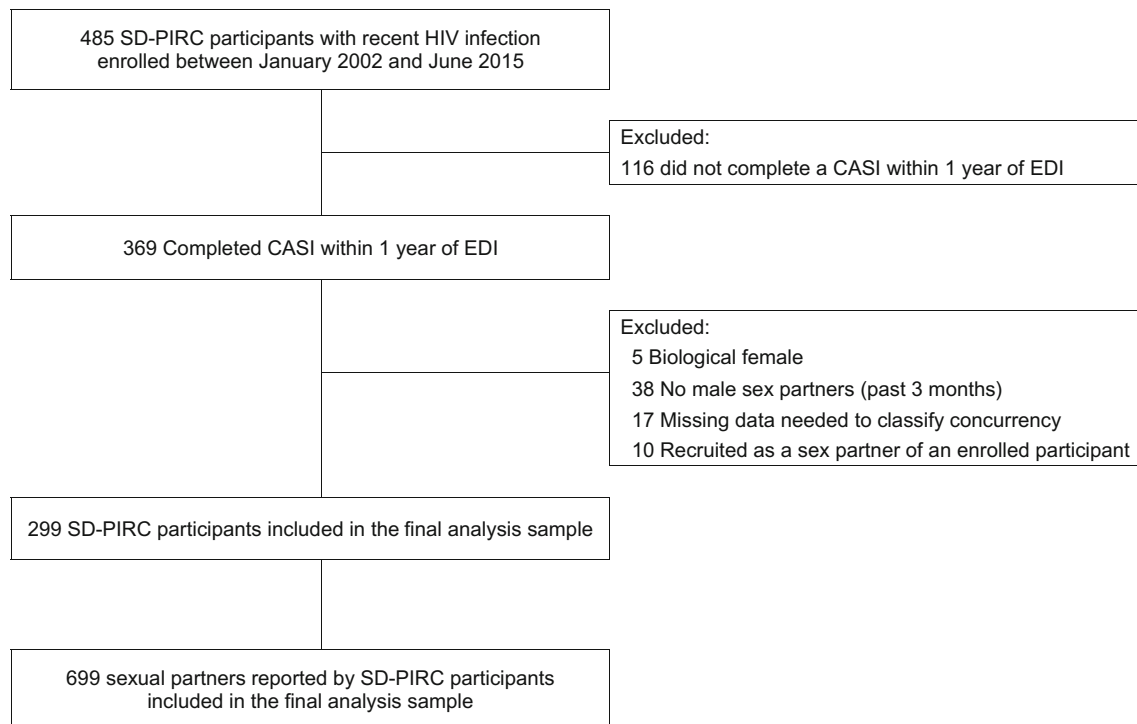 485 SD-PIRC participants with recent HIV infection
enrolled between January 2002 and June 2015
Excluded:
116 did not complete a CASI within 1 year of EDI
369 Completed CASI within 1 year of EDI
Excluded:
5 Biological female
38 No male sex partners (past 3 months)
17 Missing data needed to classify concurrency
10 Recruited as a sex partner of an enrolled participant
299 SD-PIRC participants included in the final analysis sample
699 sexual partners reported by SD-PIRC participants
included in the final analysis sample